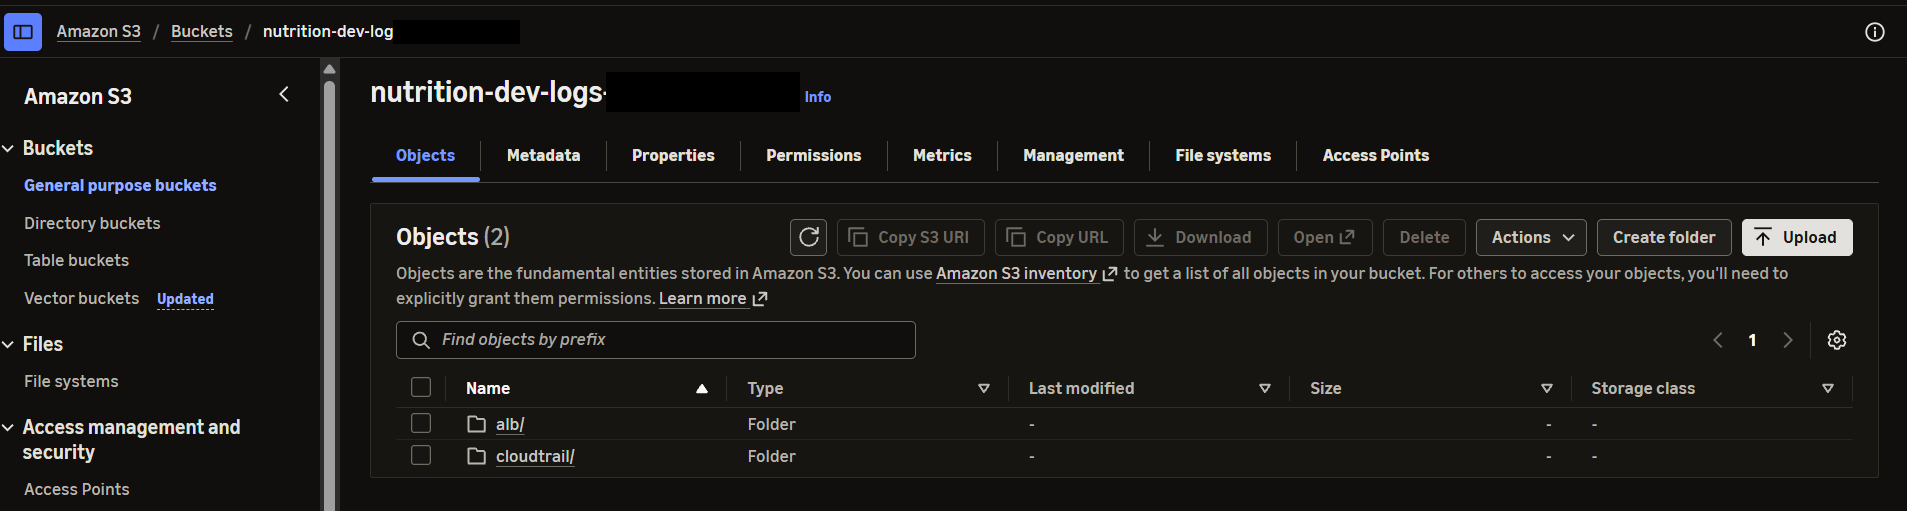 Amazon S3 / Buckets / nutrition-dev-log
Amazon S3
Buckets
General purpose buckets
Directory buckets
Table buckets
Vector buckets Updated
Files
File systems
Access management and
security
Access Points
nutrition-dev-logs- Info
Objects Metadata Properties Permissions Metrics Management File systems Access Points
Objects (2) Copy S3 URI Copy URL Download Open Delete Actions Create folder Upload
Objects are the fundamental entities stored in Amazon S3. You can use Amazon S3 inventory to get a list of all objects in your bucket. For others to access your objects, you'll need to
explicitly grant them permissions. Learn more
Find objects by prefix 1
Name Type Last modified Size Storage class
alb/ Folder - - -
cloudtrail/ Folder - - -